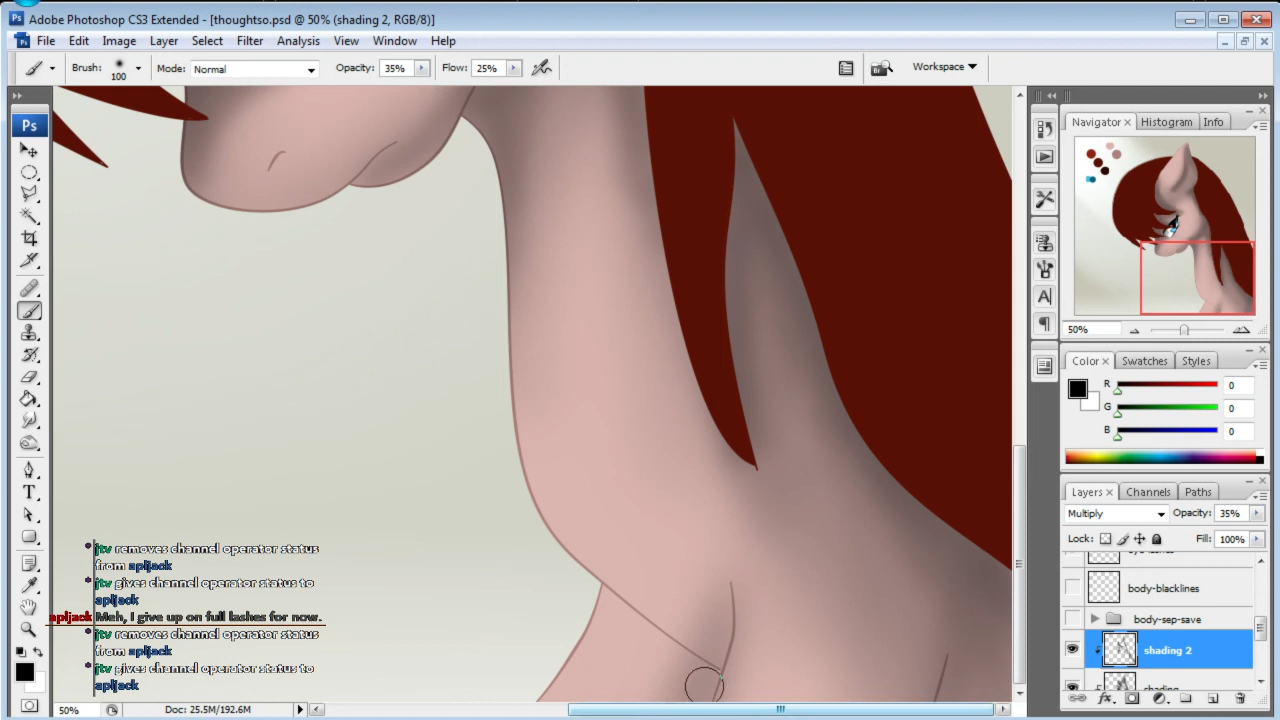 Adobe Photoshop CS3 Extended - [thoughtso.psd @ 50% (shading 2, RGB/8)]
File Edit Image Layer Select Filter Analysis View Window Help
Brush: 100 Mode: Normal Opacity: 35% Flow: 25% Workspace
Ps
Navigator Histogram Info
50%
Color Swatches Styles
R 0
G 0
B 0
Layers Channels Paths
Multiply Opacity: 35%
Lock: Fill: 100%
body-blacklines
body-sep-save
shading 2
shading
* jtv removes channel operator status
from apljack
* jtv gives channel operator status to
apljack
apljack Meh, I give up on full lashes for now.
* jtv removes channel operator status
from apljack
* jtv gives channel operator status to
apljack
50% Doc: 25.5M/192.6M